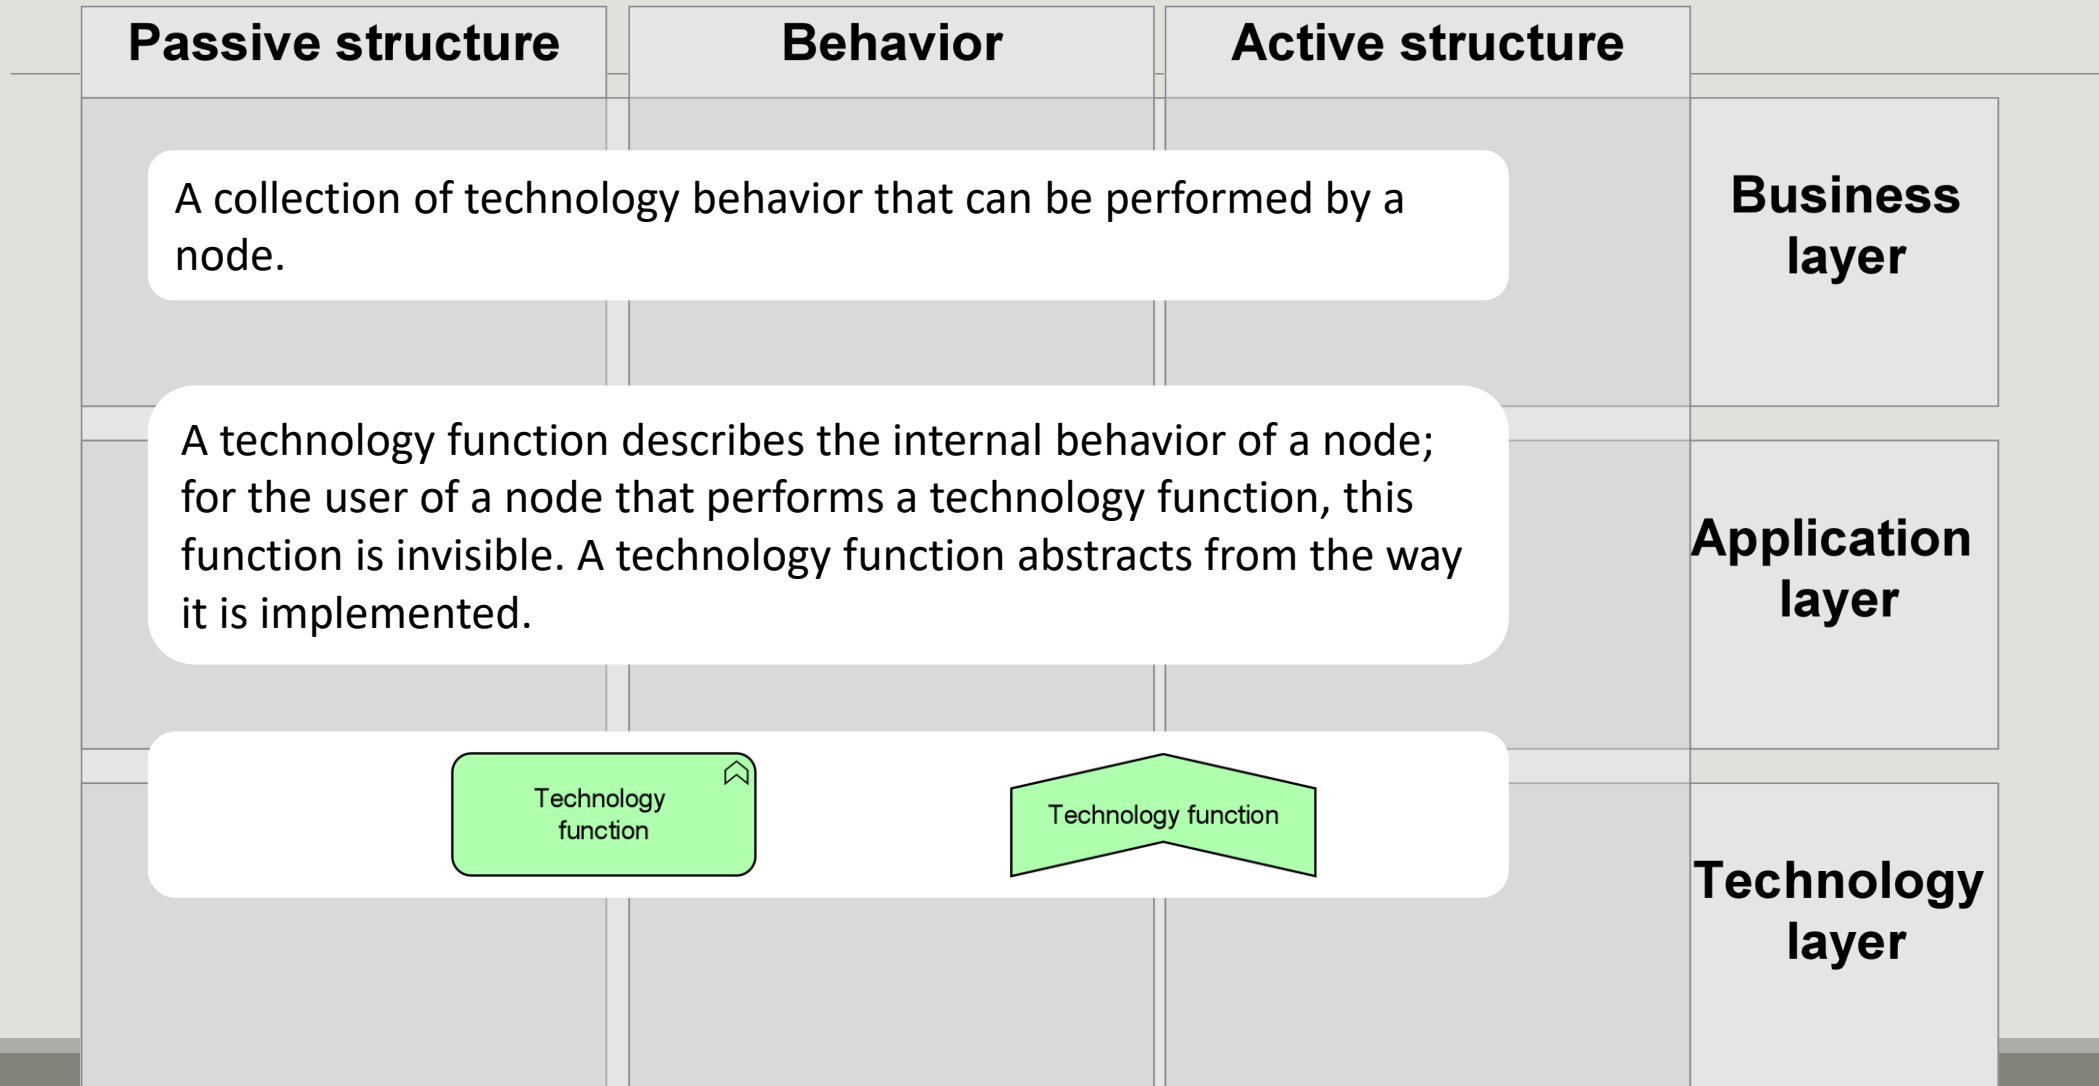 Passive structure
Behavior
Active structure
A collection of technology behavior that can be performed by a
node.
Business
layer
A technology function describes the internal behavior of a node;
for the user of a node that performs a technology function, this
function is invisible. A technology function abstracts from the way
it is implemented.
Application
layer
Technology
function
Technology function
Technology
layer